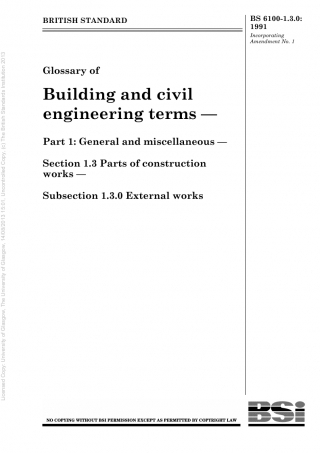 BRITISH STANDARD
BS 6100-1.3.0:
1991
Incorporating
Amendment No. 1
Glossary of
Building and civil
engineering terms —
Part 1: General and miscellaneous —
Section 1.3 Parts of construction
works —
Subsection 1.3.0 External works
NO COPYING WITHOUT BSI PERMISSION EXCEPT AS PERMITTED BY COPYRIGHT LAW
BSi
Licensed Copy: University of Glasgow, The University of Glasgow, 14/03/2013 15:01, Uncontrolled Copy, (c) The British Standards Institution 2013